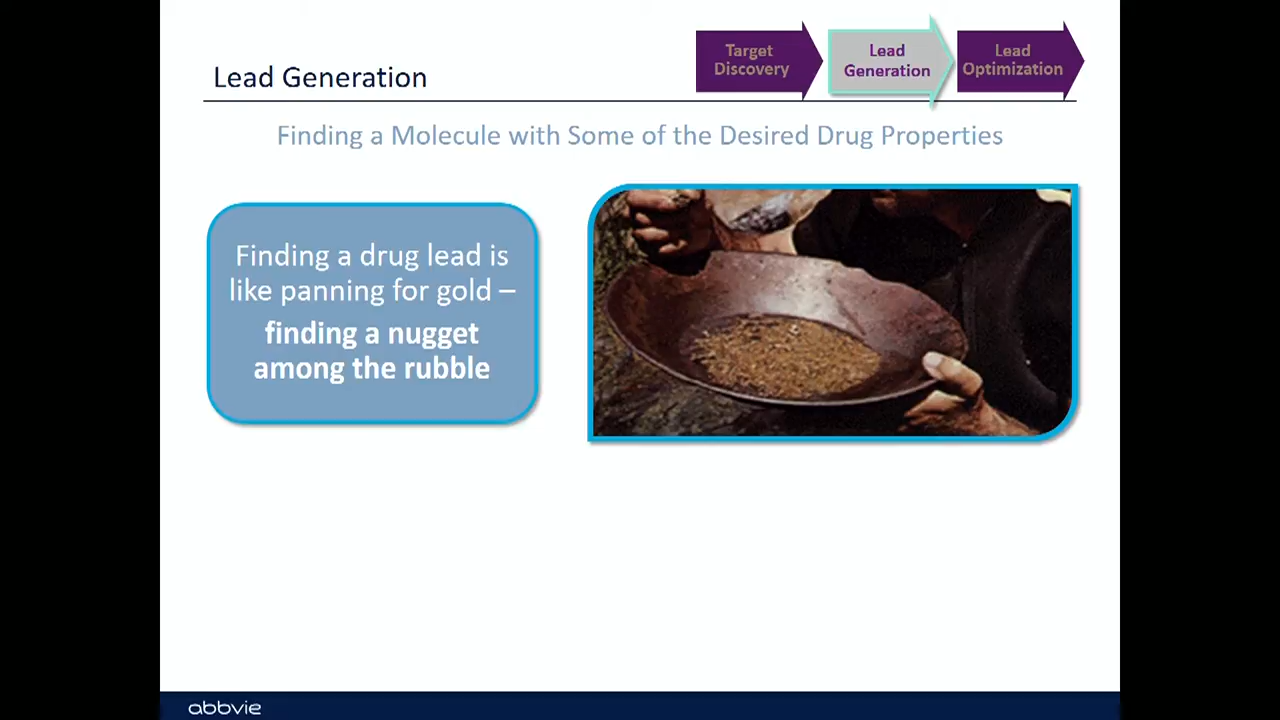 Target
Discovery
Lead
Generation
Lead
Optimization
Lead Generation
Finding a Molecule with Some of the Desired Drug Properties
Finding a drug lead is
like panning for gold –
finding a nugget
among the rubble
abbvie